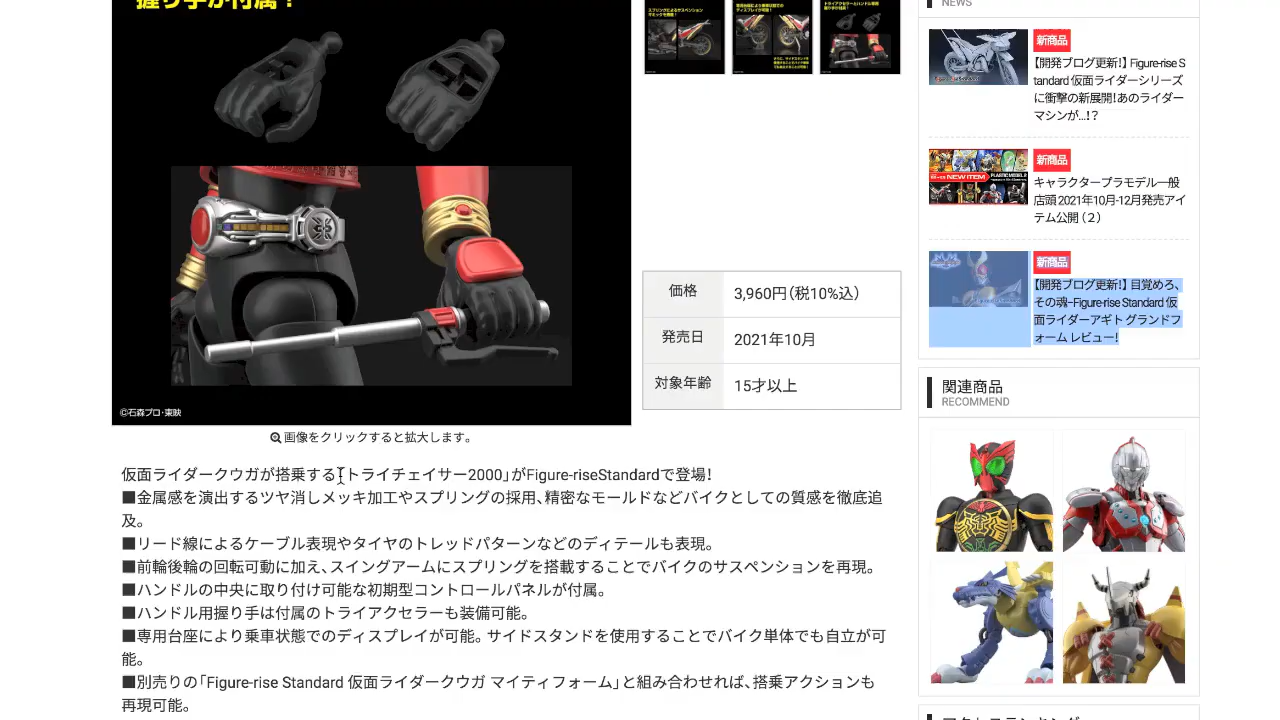 握り手が付属！
©石森プロ・東映
画像をクリックすると拡大します。
価格 3,960円（税10%込）
発売日 2021年10月
対象年齢 15才以上
仮面ライダークウガが搭乗する「トライチェイサー2000」がFigure-riseStandardで登場！
■金属感を演出するツヤ消しメッキ加工やスプリングの採用、精密なモールドなどバイクとしての質感を徹底追
及。
■リード線によるケーブル表現やタイヤのトレッドパターンなどのディテールも表現。
■前輪後輪の回転可動に加え、スイングアームにスプリングを搭載することでバイクのサスペンションを再現。
■ハンドルの中央に取り付け可能な初期型コントロールパネルが付属。
■ハンドル用握り手は付属のトライアクセラーも装備可能。
■専用台座により乗車状態でのディスプレイが可能。サイドスタンドを使用することでバイク単体でも自立が可
能。
■別売りの「Figure-rise Standard 仮面ライダークウガ マイティフォーム」と組み合わせれば、搭乗アクションも
再現可能。
NEWS
新商品
【開発ブログ更新！】Figure-rise S
tandard 仮面ライダーシリーズ
に衝撃の新展開！あのライダー
マシンが…！？
NEW ITEM
新商品
キャラクタープラモデル一般
店頭 2021年10月-12月発売アイ
テム公開（２）
新商品
【開発ブログ更新！】目覚めろ、
その魂–Figure-rise Standard 仮
面ライダーアギト グランドフ
ォーム レビュー！
関連商品
RECOMMEND
アクセスランキング